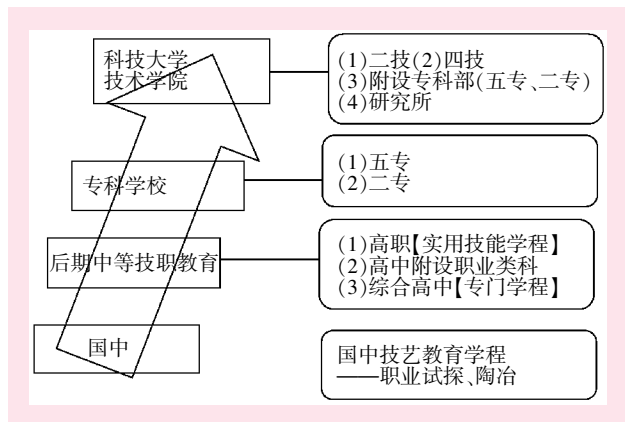 科技大学
技术学院
(1)二技(2)四技
(3)附设专科部(五专、二专)
(4)研究所
专科学校
(1)五专
(2)二专
后期中等技职教育
(1)高职【实用技能学程】
(2)高中附设职业类科
(3)综合高中【专门学程】
国中
国中技艺教育学程
——职业试探、陶冶